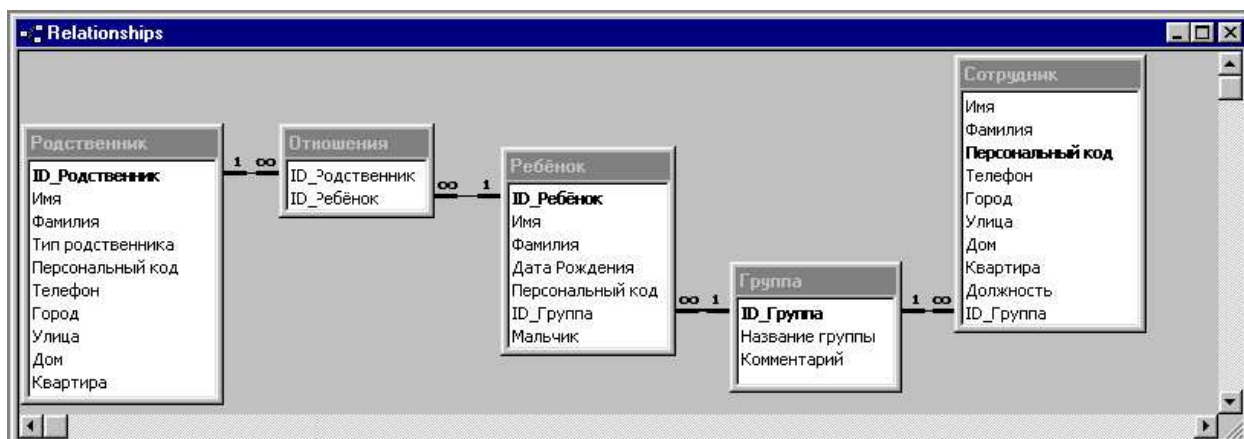 Relationships
Родственник
ID_Родственник
Имя
Фамилия
Тип родственника
Персональный код
Телефон
Город
Улица
Дом
Квартира
1 ∞
Отношения
ID_Родственник
ID_Ребёнок
∞ 1
Ребёнок
ID_Ребёнок
Имя
Фамилия
Дата Рождения
Персональный код
ID_Группа
Мальчик
∞ 1
Группа
ID_Группа
Название группы
Комментарий
1 ∞
Сотрудник
Имя
Фамилия
Персональный код
Телефон
Город
Улица
Дом
Квартира
Должность
ID_Группа